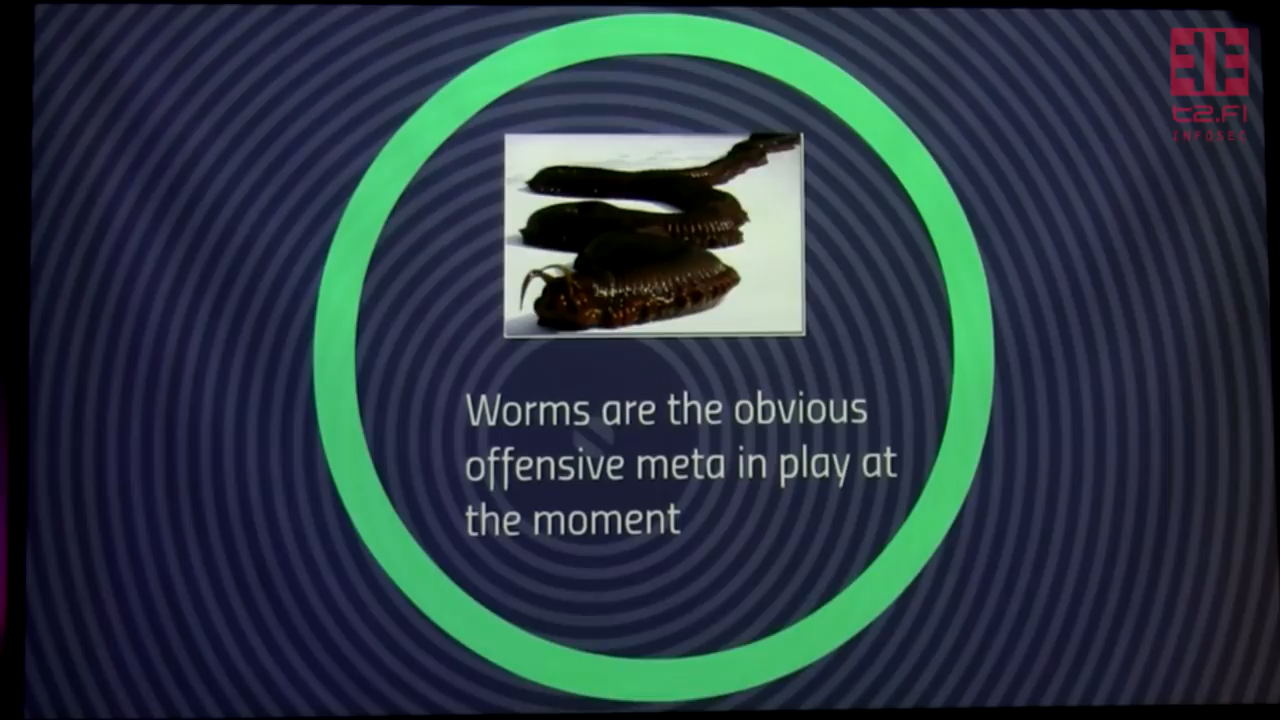 t2.FI
INFOSEC
Worms are the obvious
offensive meta in play at
the moment